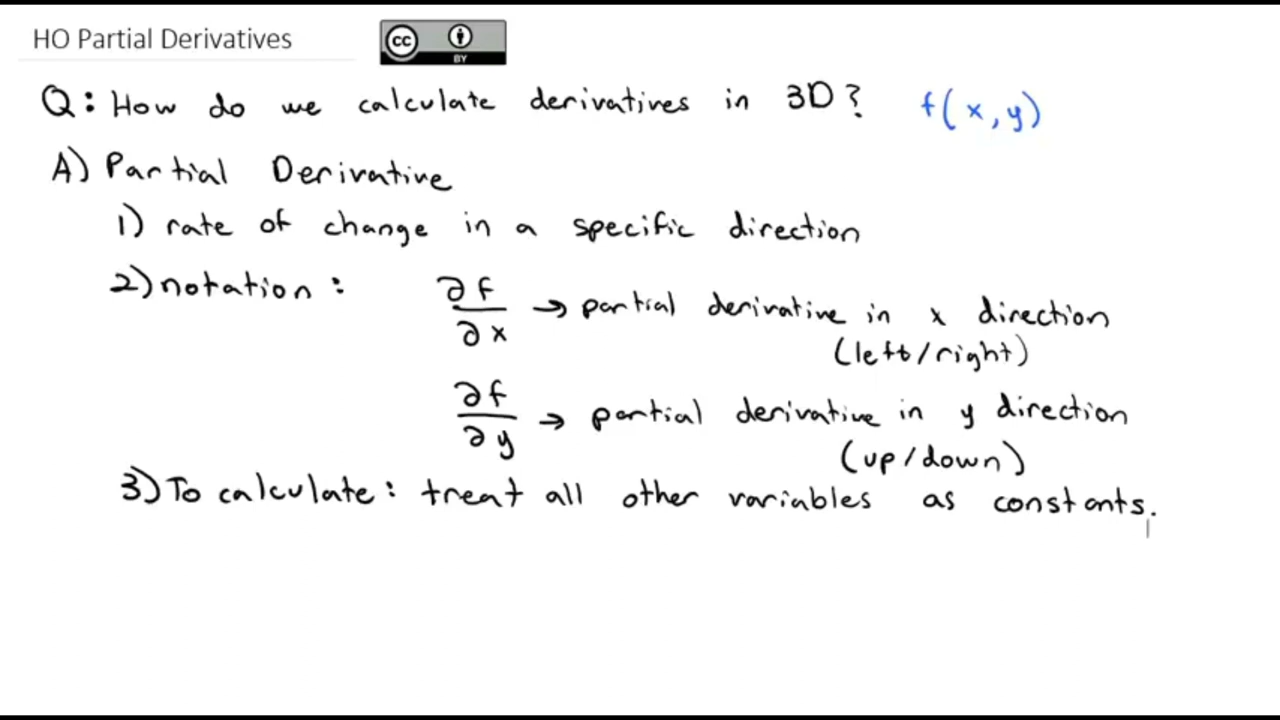 HO Partial Derivatives
cc BY
Q: How do we calculate derivatives in 3D? f(x,y)
A) Partial Derivative
1) rate of change in a specific direction
2) notation: ∂f/∂x → partial derivative in x direction
(left/right)
∂f/∂y → partial derivative in y direction
(up/down)
3) To calculate: treat all other variables as constants.